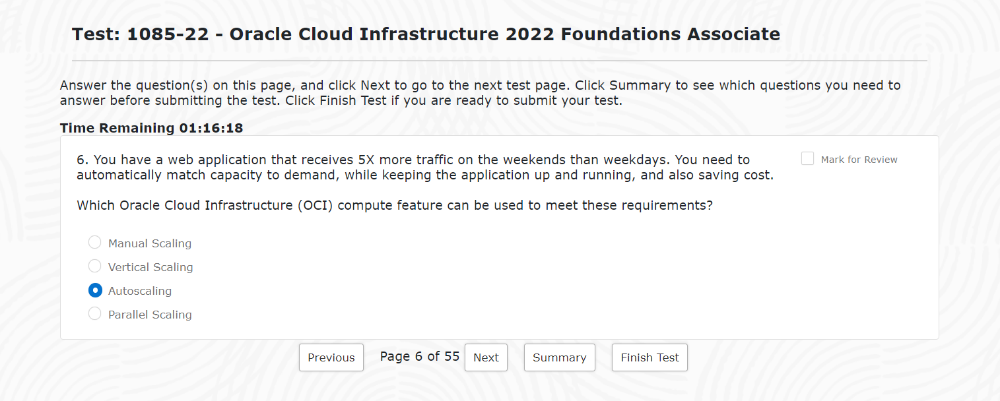 Test: 1085-22 - Oracle Cloud Infrastructure 2022 Foundations Associate
Answer the question(s) on this page, and click Next to go to the next test page. Click Summary to see which questions you need to
answer before submitting the test. Click Finish Test if you are ready to submit your test.
Time Remaining 01:16:18
6. You have a web application that receives 5X more traffic on the weekends than weekdays. You need to
automatically match capacity to demand, while keeping the application up and running, and also saving cost.
Mark for Review
Which Oracle Cloud Infrastructure (OCI) compute feature can be used to meet these requirements?
Manual Scaling
Vertical Scaling
Autoscaling
Parallel Scaling
Previous Page 6 of 55 Next Summary Finish Test